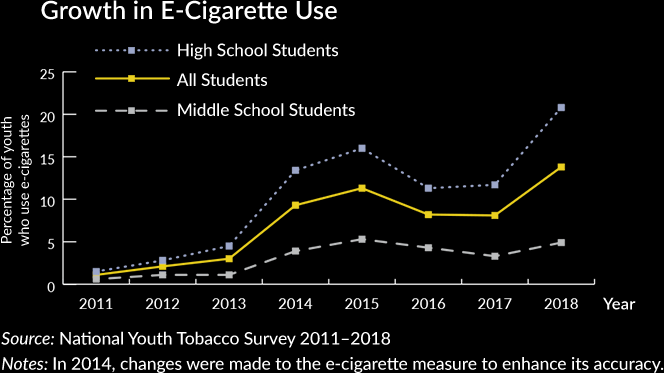 Growth in E-Cigarette Use
High School Students
All Students
Middle School Students
Percentage of youth
who use e-cigarettes
25
20
15
10
5
0
2011 2012 2013 2014 2015 2016 2017 2018 Year
Source: National Youth Tobacco Survey 2011–2018
Notes: In 2014, changes were made to the e-cigarette measure to enhance its accuracy.